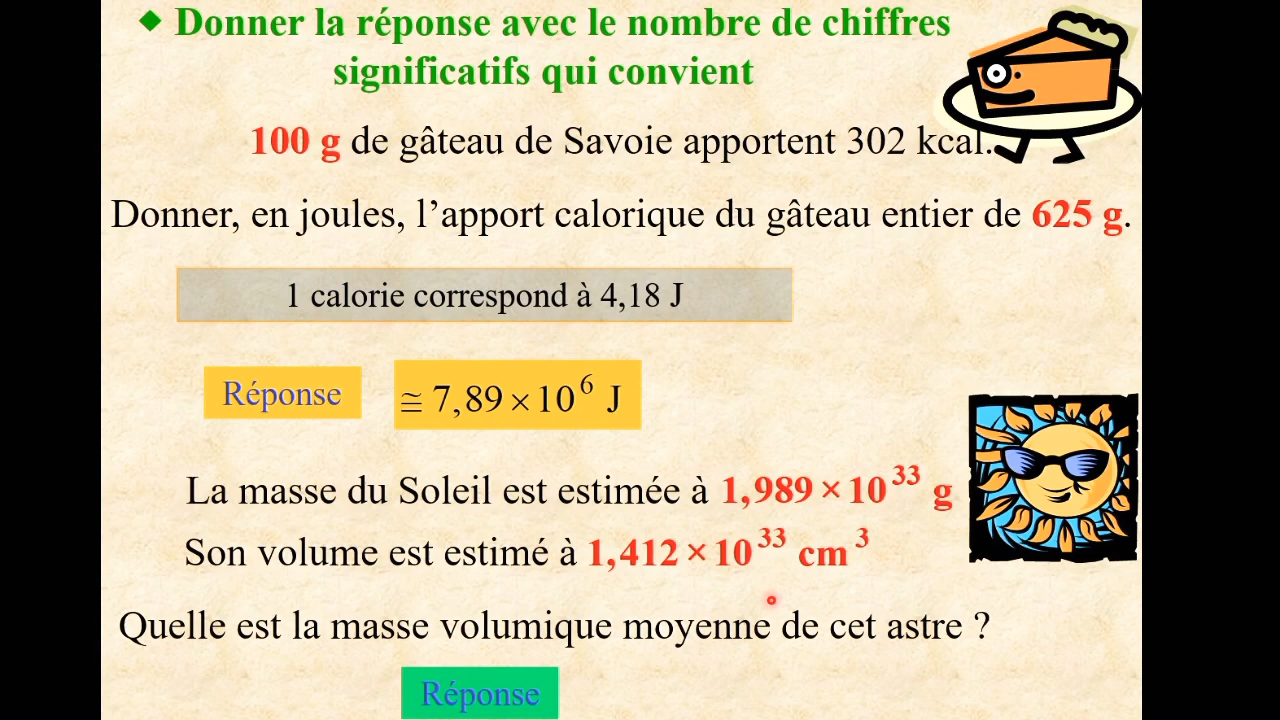 Donner la réponse avec le nombre de chiffres
significatifs qui convient
100 g de gâteau de Savoie apportent 302 kcal.
Donner, en joules, l’apport calorique du gâteau entier de 625 g.
1 calorie correspond à 4,18 J
Réponse ≅ 7,89 × 10⁶ J
La masse du Soleil est estimée à 1,989 × 10³³ g
Son volume est estimé à 1,412 × 10³³ cm³
Quelle est la masse volumique moyenne de cet astre ?
Réponse